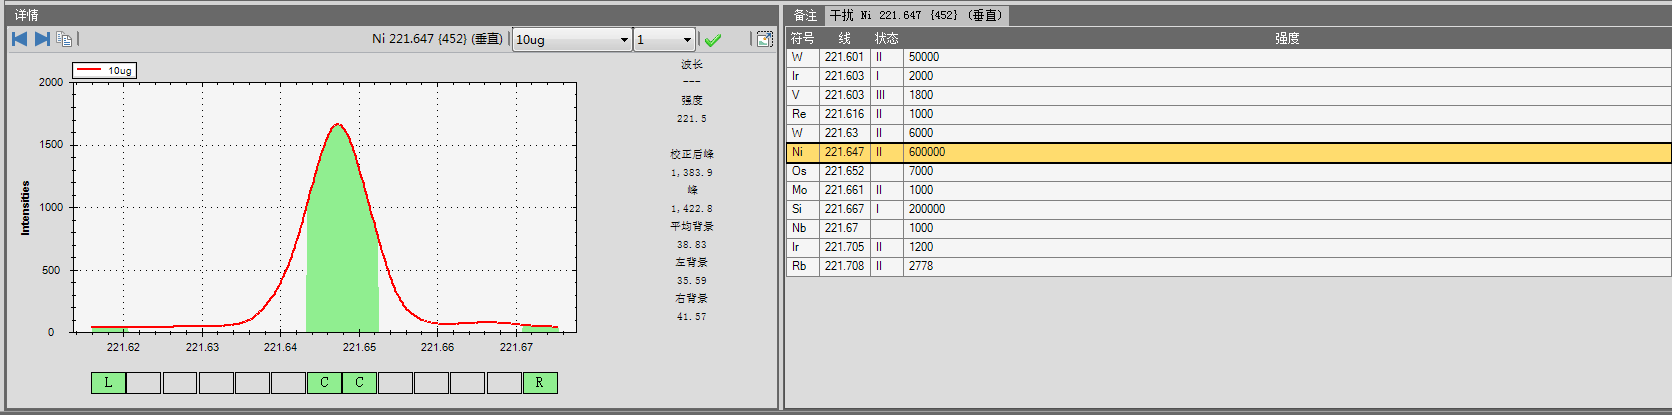 详情
Ni 221.647 {452} (垂直)
10ug
1
10ug
2000
1500
1000
500
0
Intensities
221.62
221.63
221.64
221.65
221.66
221.67
L
C
C
R
波长
---
强度
221.5
校正后峰
1,383.9
峰
1,422.8
平均背景
38.83
左背景
35.59
右背景
41.57
备注 干扰 Ni 221.647 {452} (垂直)
符号 线 状态 强度
W 221.601 II 50000
Ir 221.603 I 2000
V 221.603 III 1800
Re 221.616 II 1000
W 221.63 II 6000
Ni 221.647 II 600000
Os 221.652 7000
Mo 221.661 II 1000
Si 221.667 I 200000
Nb 221.67 1000
Ir 221.705 II 1200
Rb 221.708 II 2778